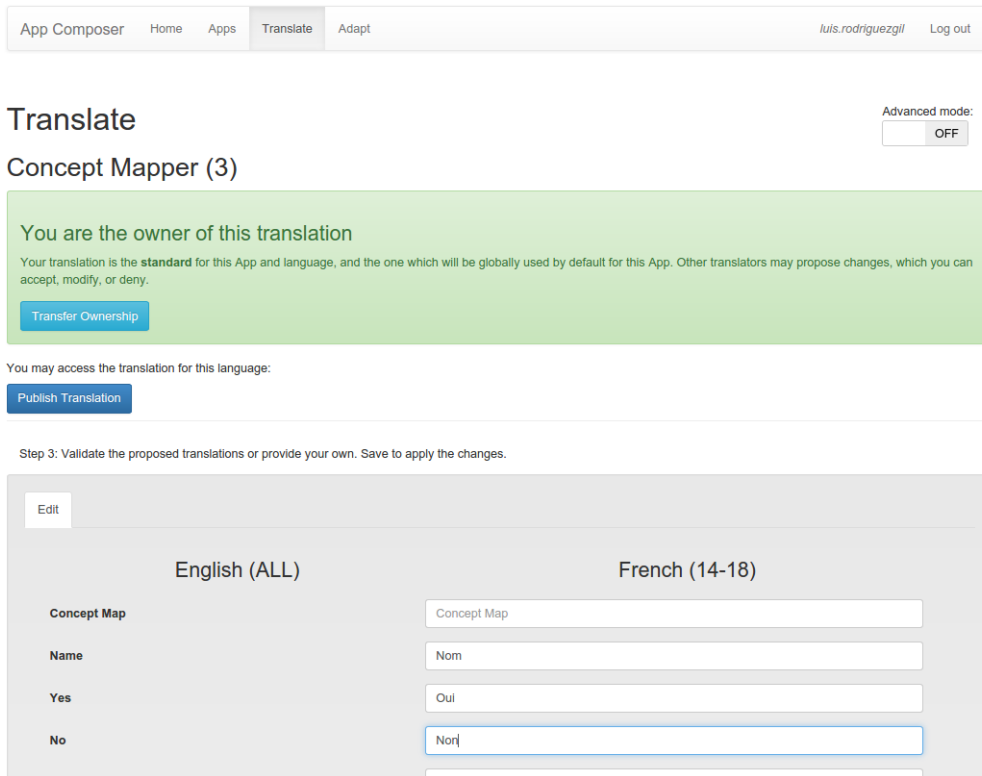 App Composer Home Apps Translate Adapt luis.rodriguezgil Log out
Translate
Advanced mode:
OFF
Concept Mapper (3)
You are the owner of this translation
Your translation is the standard for this App and language, and the one which will be globally used by default for this App. Other translators may propose changes, which you can
accept, modify, or deny.
Transfer Ownership
You may access the translation for this language:
Publish Translation
Step 3: Validate the proposed translations or provide your own. Save to apply the changes.
Edit
English (ALL) French (14-18)
Concept Map Concept Map
Name Nom
Yes Oui
No Non